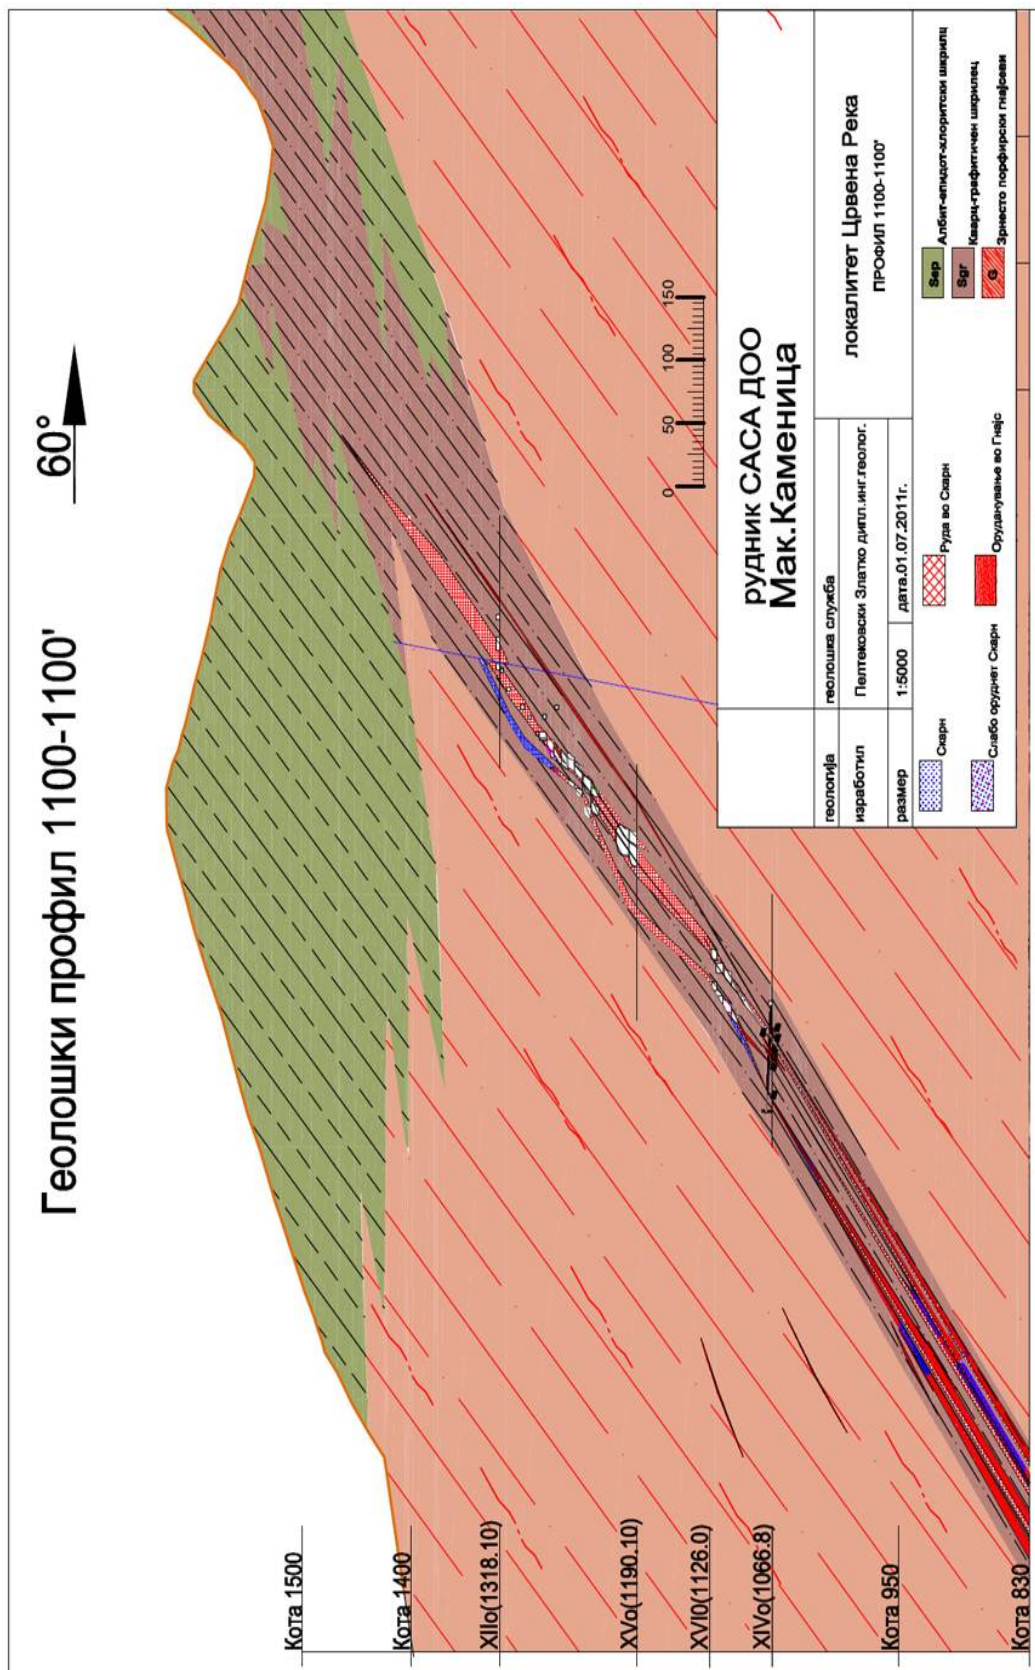 Геолошки профил 1100-1100'
60°
Кота 1500
Кота 1400
XIIo(1318.10)
XVo(1190.10)
XVI0(1126.0)
XIVo(1066.8)
Кота 950
Кота 830
0 50 100 150
рудник САСА ДОО
Мак.Каменица
геологија
геолошка служба
изработил
Пелтековски Златко дипл.инг.геолог.
размер
1:5000
дата.01.07.2011г.
локалитет Црвена Река
ПРОФИЛ 1100-1100'
Скарн
Слабо оруднет Скарн
Руда во Скарн
Орудканување во Гнајс
Sep
Албит-епидот-хлоритски шкрилци
Sgr
Кварц-графитичен шкрилец
G
Зрнесто порфирски гнајсеви